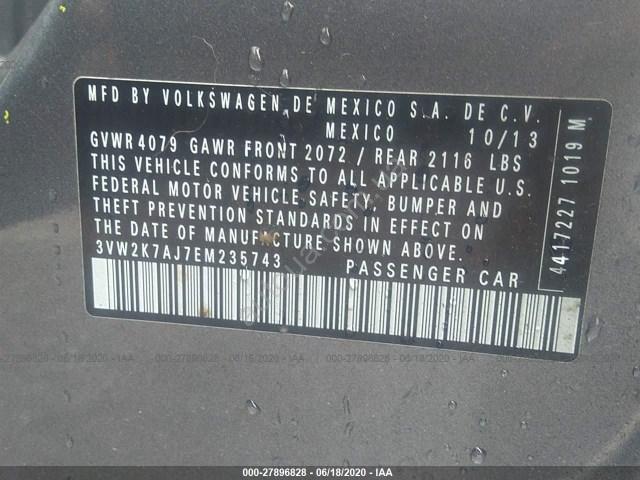 MFD BY VOLKSWAGEN DE MEXICO S.A. DE C.V.
MEXICO 10/13
GVWR 4079 GAWR FRONT 2072 / REAR 2116 LBS
THIS VEHICLE CONFORMS TO ALL APPLICABLE U.S.
FEDERAL MOTOR VEHICLE SAFETY, BUMPER AND
THEFT PREVENTION STANDARDS IN EFFECT ON
THE DATE OF MANUFACTURE SHOWN ABOVE.
3VW2K7AJ7EM235743 PASSENGER CAR
4417227 1019 M
000-27896828 - 06/18/2020 - IAA